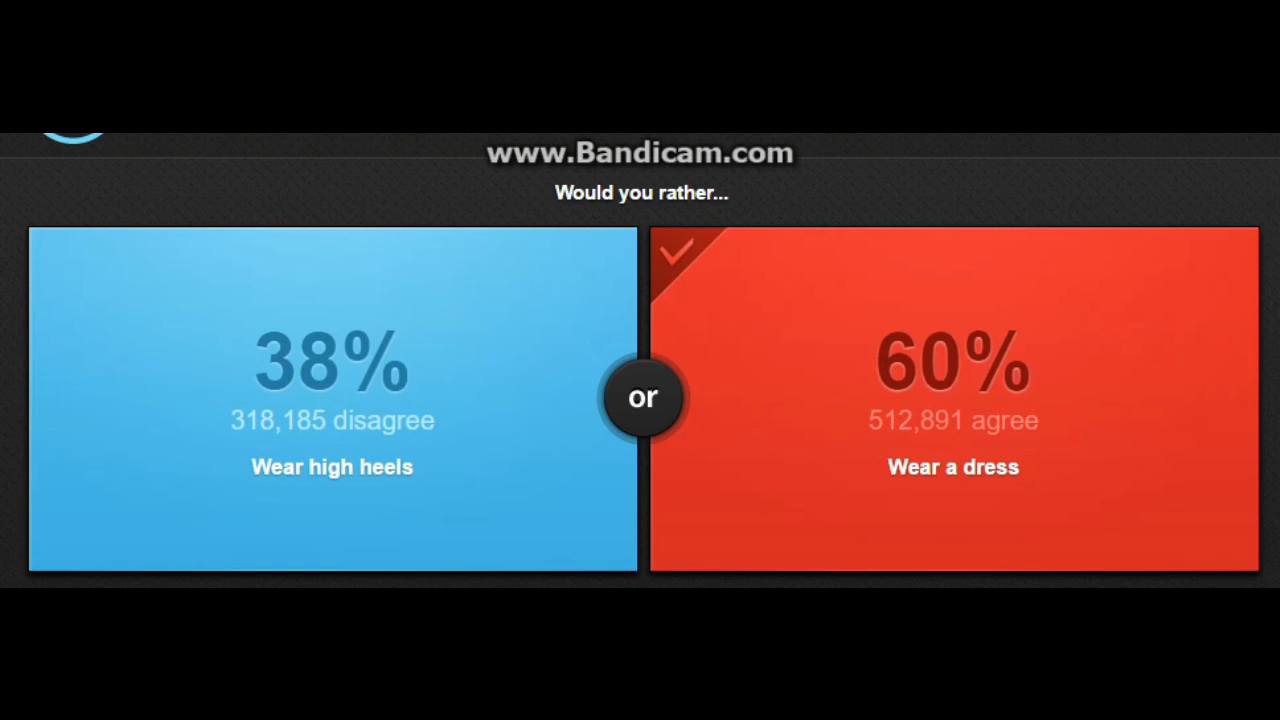 www.Bandicam.com
Would you rather...
38%
318,185 disagree
Wear high heels
or
60%
512,891 agree
Wear a dress